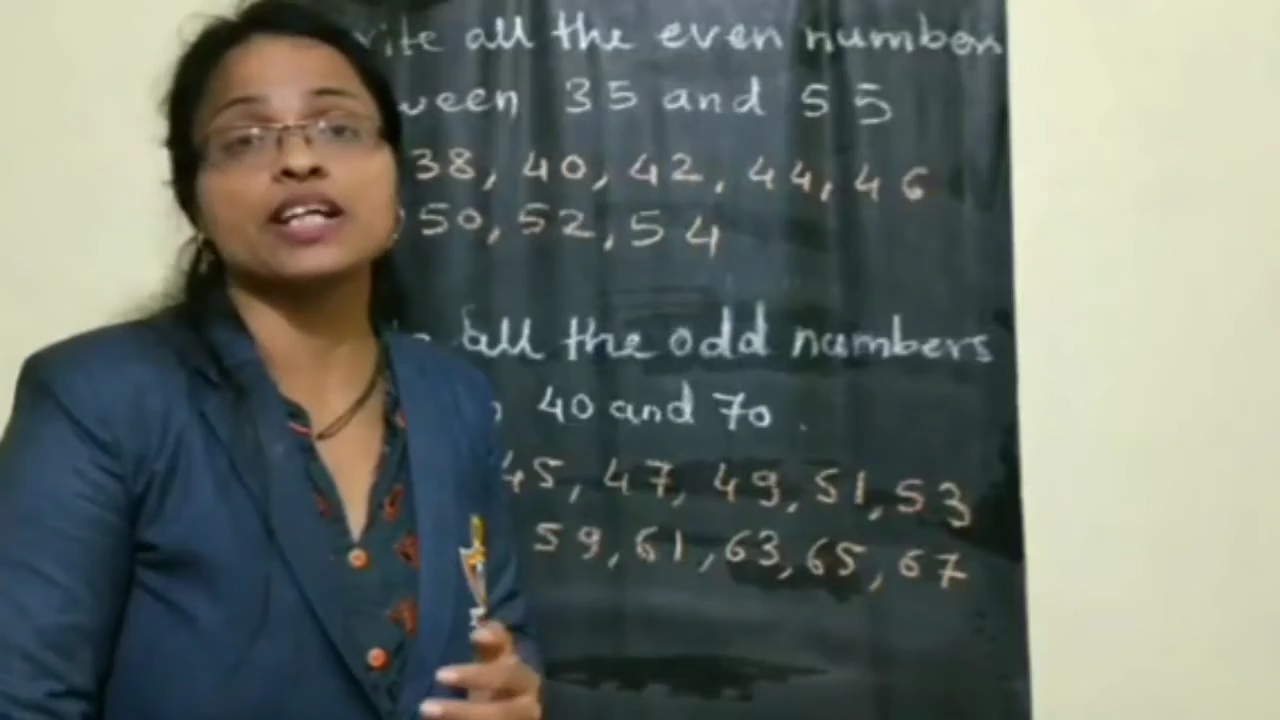 rite all the even numbers
ween 35 and 55
38, 40, 42, 44, 46
50, 52, 54
all the odd numbers
40 and 70.
45, 47, 49, 51, 53
59, 61, 63, 65, 67